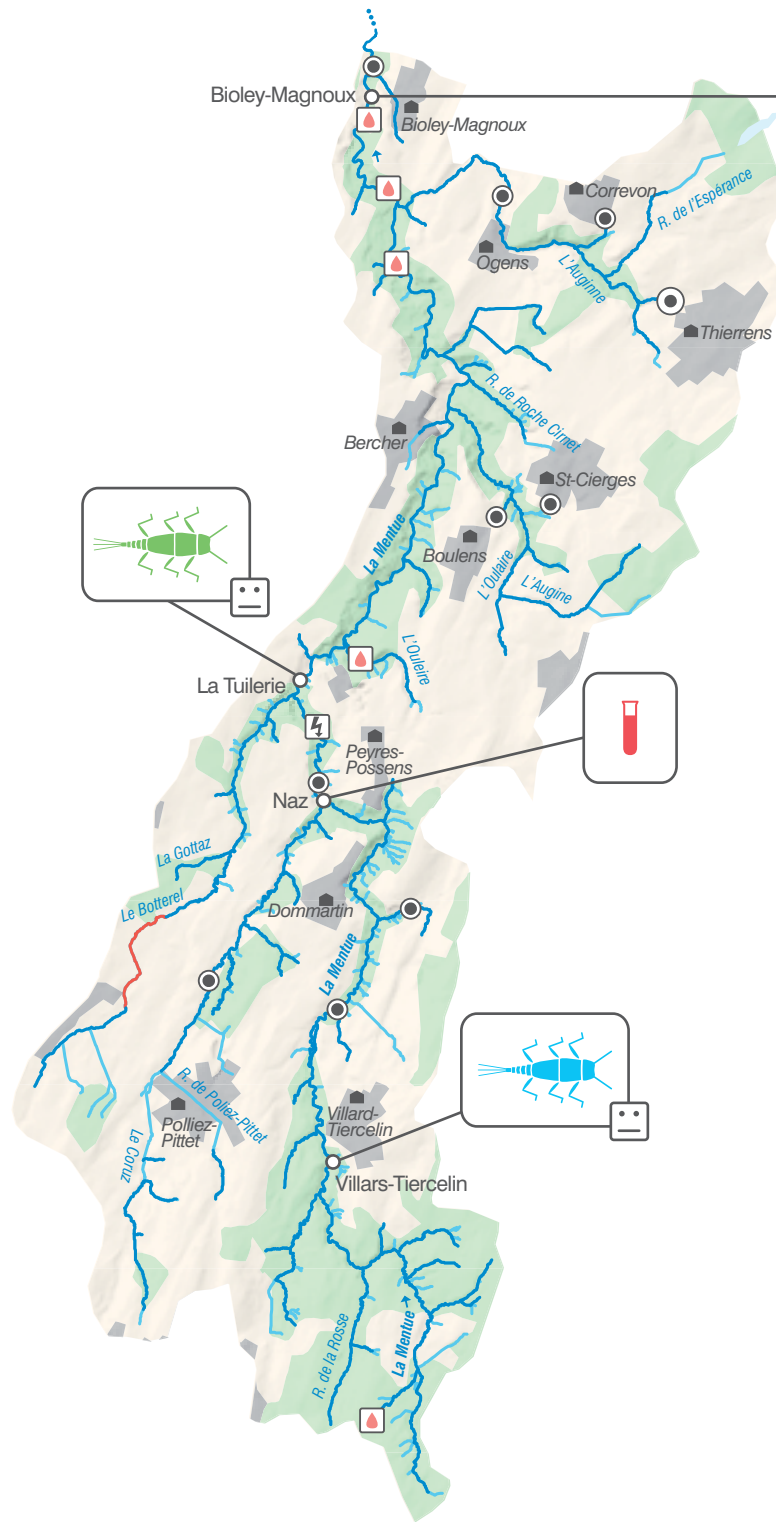 Bioley-Magnoux
Bioley-Magnoux
Correvon
R. de l'Espérance
Ogens
L'Auginne
Thierrens
R. de Roche Cirnet
Bercher
St-Cierges
La Mentue
Boulens
L'Oulaire
L'Augine
L'Ouleire
La Tuilerie
Peyres-
Possens
Naz
La Gottaz
Le Botterel
Dommartin
La Mentue
R. de Poliez-Pittet
Polliez-
Pittet
Le Coruz
Villard-
Tiercelin
Villars-Tiercelin
R. de la Rosse
La Mentue